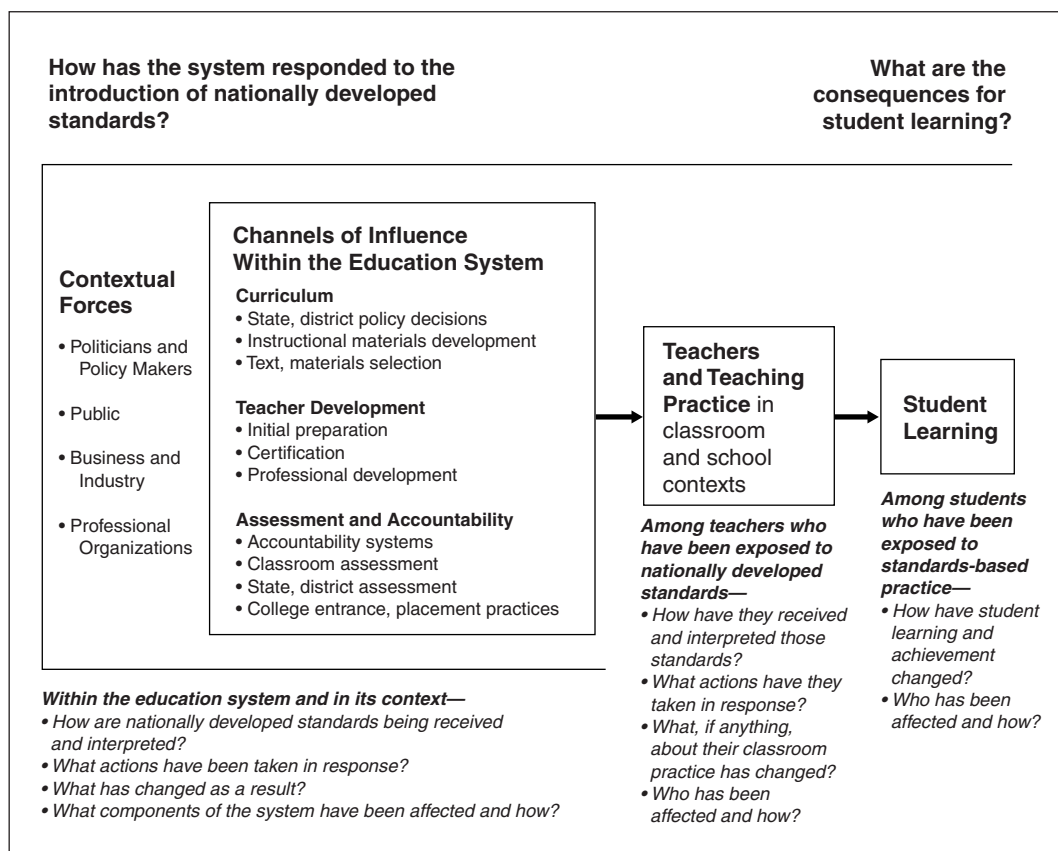 How has the system responded to the
introduction of nationally developed
standards?
What are the
consequences for
student learning?
Contextual
Forces
• Politicians and
Policy Makers
• Public
• Business and
Industry
• Professional
Organizations
Channels of Influence
Within the Education System
Curriculum
• State, district policy decisions
• Instructional materials development
• Text, materials selection
Teacher Development
• Initial preparation
• Certification
• Professional development
Assessment and Accountability
• Accountability systems
• Classroom assessment
• State, district assessment
• College entrance, placement practices
Teachers
and Teaching
Practice in
classroom
and school
contexts
Student
Learning
Within the education system and in its context—
• How are nationally developed standards being received
and interpreted?
• What actions have been taken in response?
• What has changed as a result?
• What components of the system have been affected and how?
Among teachers who
have been exposed to
nationally developed
standards—
• How have they received
and interpreted those
standards?
• What actions have they
taken in response?
• What, if anything,
about their classroom
practice has changed?
• Who has been
affected and how?
Among students
who have been
exposed to
standards-based
practice—
• How have student
learning and
achievement
changed?
• Who has been
affected and how?